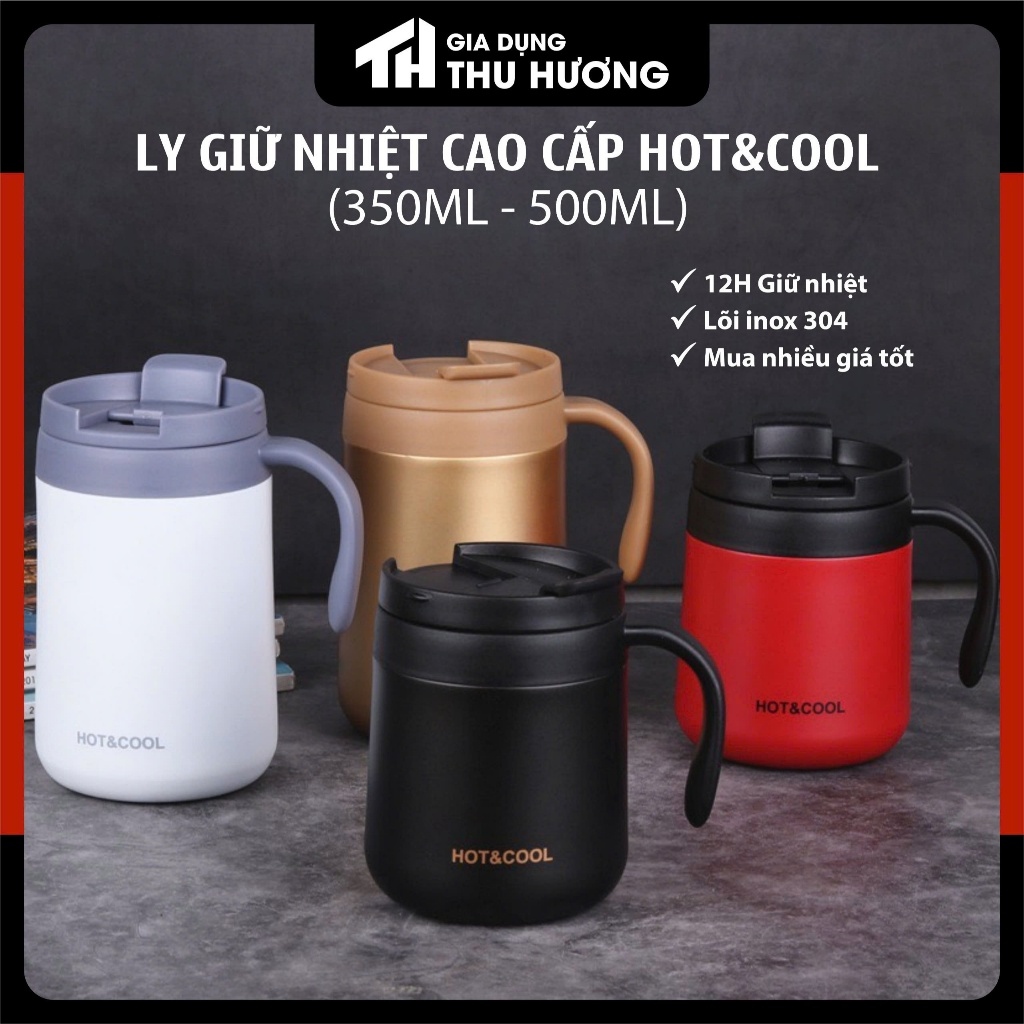 GIA DỤNG
THU HƯƠNG
LY GIỮ NHIỆT CAO CẤP HOT&COOL
(350ML - 500ML)
✓ 12H Giữ nhiệt
✓ Lõi inox 304
✓ Mua nhiều giá tốt
HOT&COOL
HOT&COOL
HOT&COOL